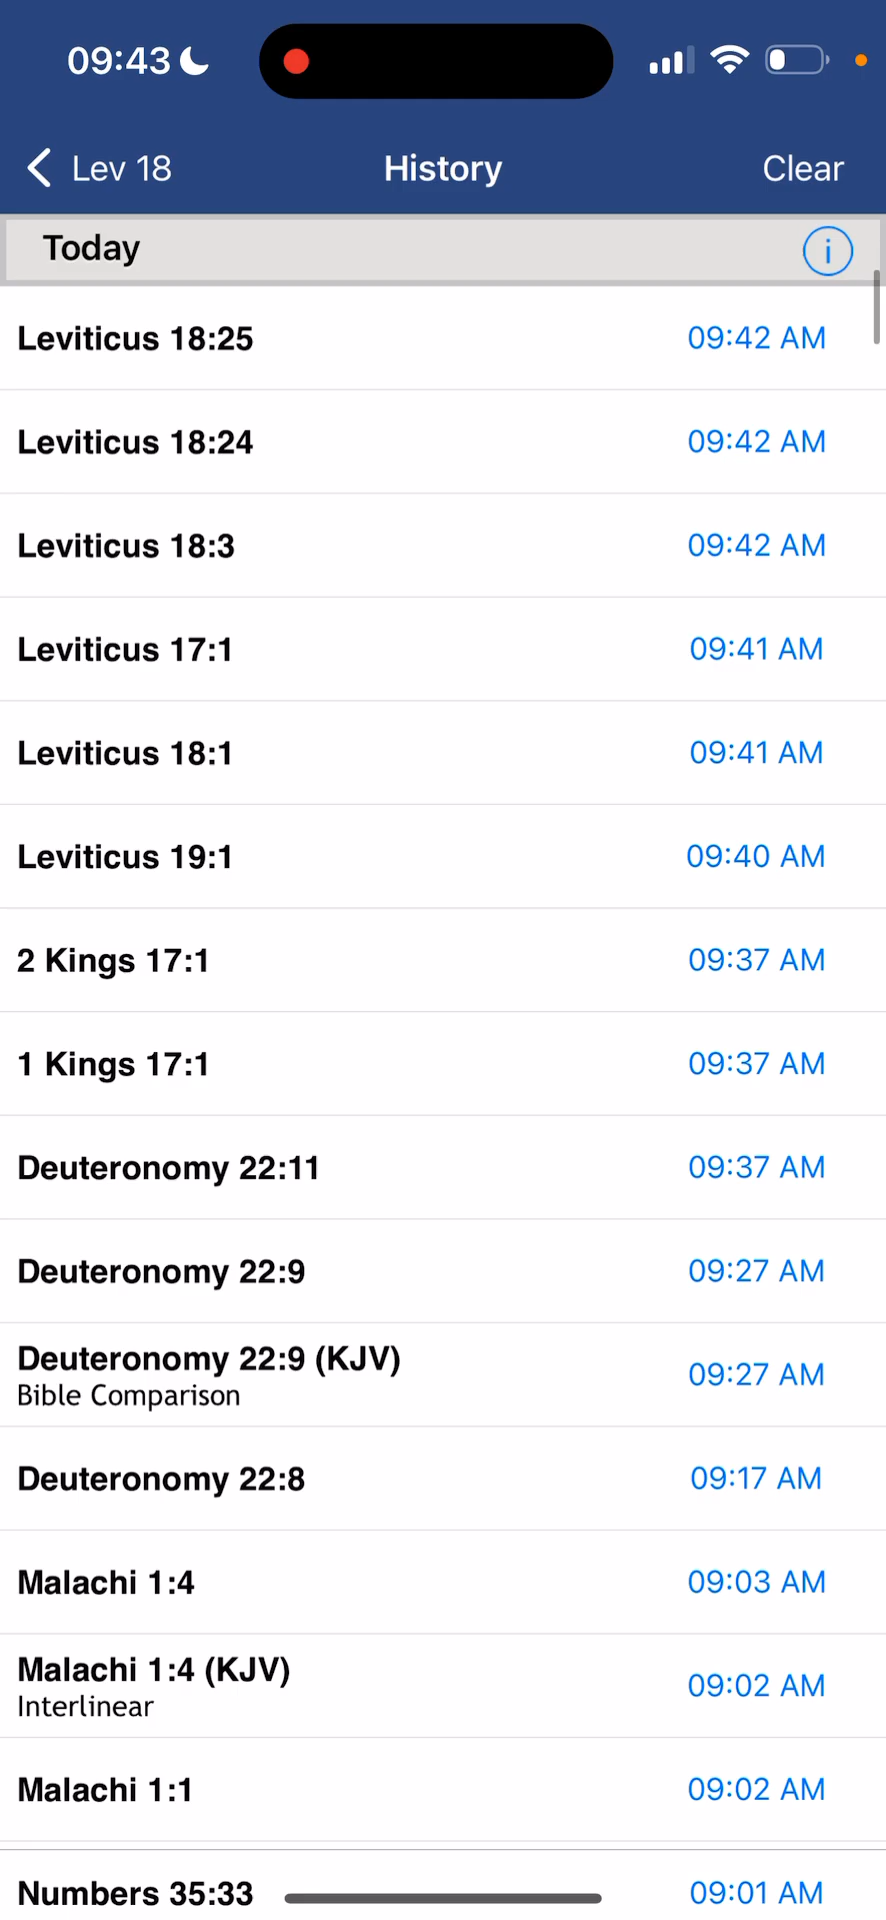 09:43
Lev 18 History Clear
Today i
Leviticus 18:25 09:42 AM
Leviticus 18:24 09:42 AM
Leviticus 18:3 09:42 AM
Leviticus 17:1 09:41 AM
Leviticus 18:1 09:41 AM
Leviticus 19:1 09:40 AM
2 Kings 17:1 09:37 AM
1 Kings 17:1 09:37 AM
Deuteronomy 22:11 09:37 AM
Deuteronomy 22:9 09:27 AM
Deuteronomy 22:9 (KJV) 09:27 AM
Bible Comparison
Deuteronomy 22:8 09:17 AM
Malachi 1:4 09:03 AM
Malachi 1:4 (KJV) 09:02 AM
Interlinear
Malachi 1:1 09:02 AM
Numbers 35:33 09:01 AM